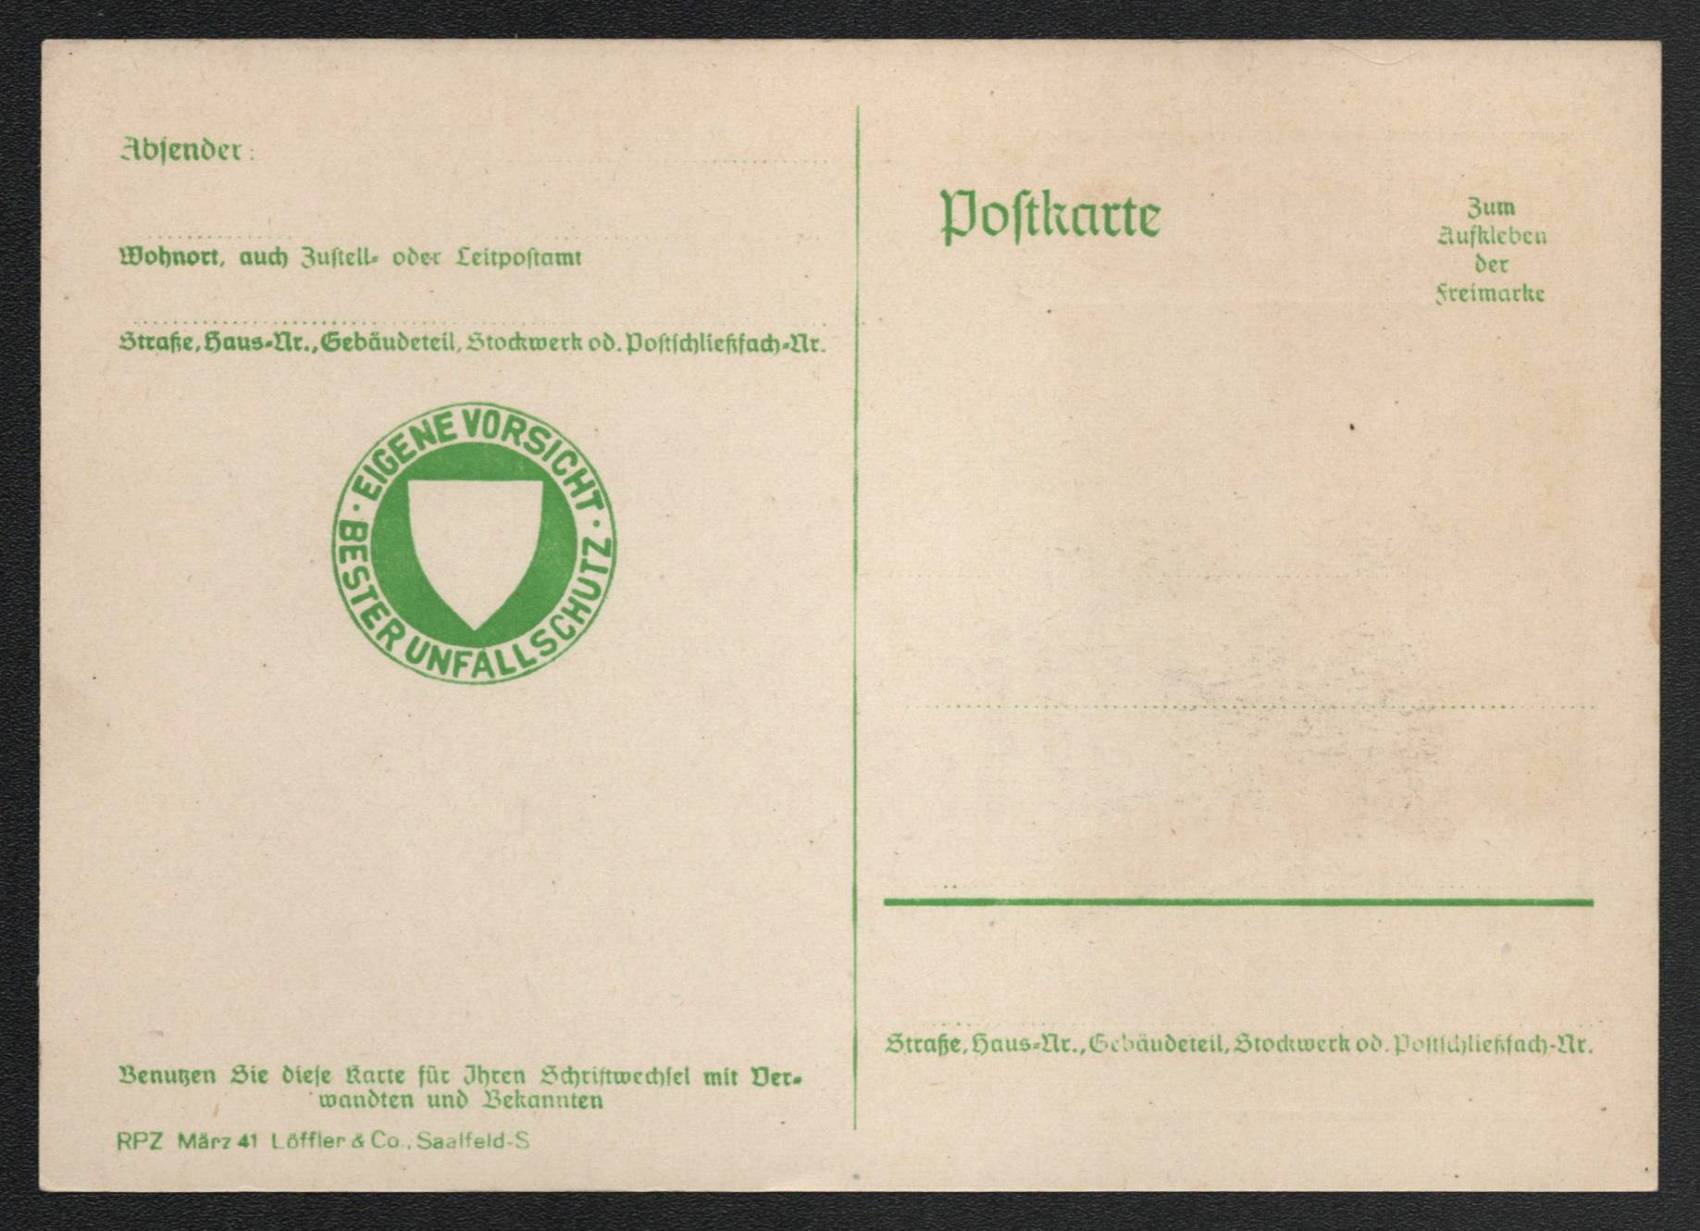 Absender:
Wohnort, auch Zustell- oder Leitpostamt
Straße, Haus-Nr., Gebäudeteil, Stockwerk od. Postschließfach-Nr.
· EIGENE VORSICHT ·
BESTER UNFALLSCHUTZ
Benutzen Sie diese Karte für Ihren Schriftwechsel mit Ver-
wandten und Bekannten
RPZ März 41 Löffler & Co., Saalfeld-S
Postkarte
Zum
Aufkleben
der
Freimarke
Straße, Haus-Nr., Gebäudeteil, Stockwerk od. Postschließfach-Nr.